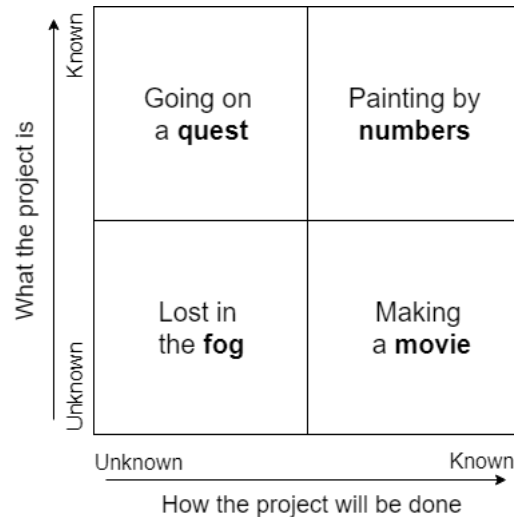 Known
What the project is
Unknown
Going on
a quest
Painting by
numbers
Lost in
the fog
Making
a movie
Unknown
Known
How the project will be done